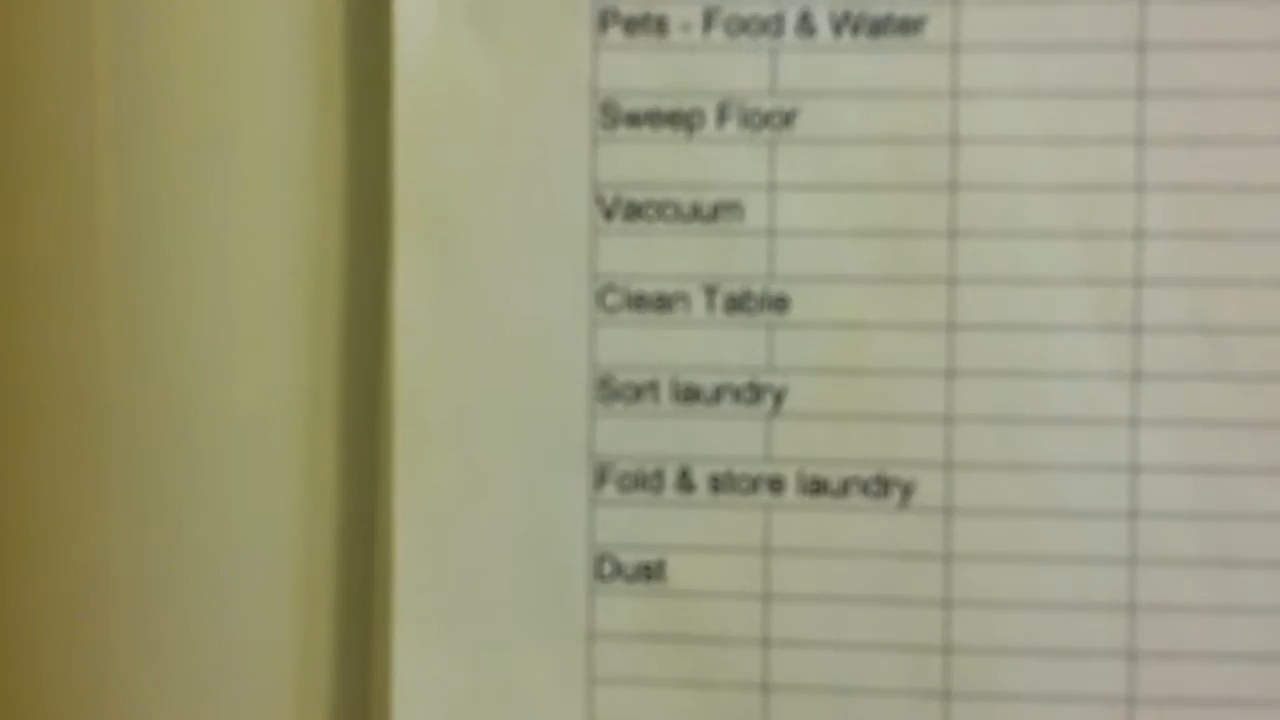 Pets - Food & Water
Sweep Floor
Vaccuum
Clean Table
Sort laundry
Fold & store laundry
Dust